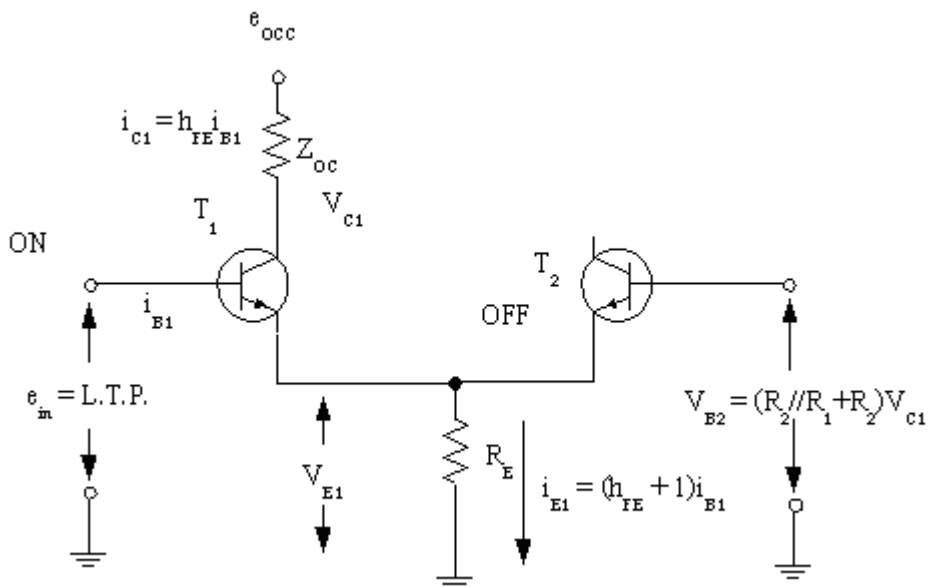 e_occ
i_C1 = h_FE i_B1
Z_oc
V_C1
T_1
ON
T_2
i_B1
OFF
e_in = L.T.P.
V_B2 = (R_2//R_1+R_2)V_C1
R_E
V_E1
i_E1 = (h_FE + 1)i_B1